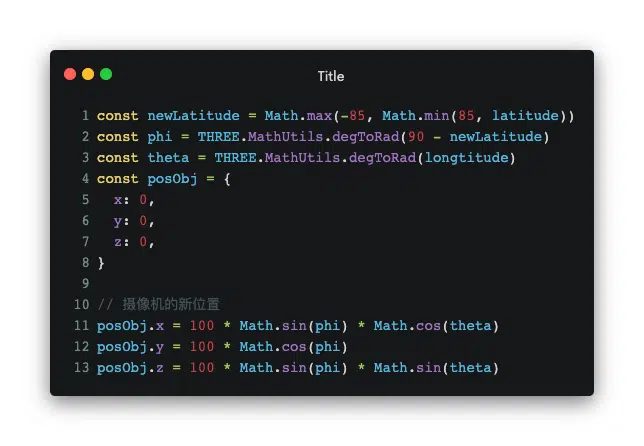 Title
1 const newLatitude = Math.max(-85, Math.min(85, latitude))
2 const phi = THREE.MathUtils.degToRad(90 - newLatitude)
3 const theta = THREE.MathUtils.degToRad(longtitude)
4 const posObj = {
5   x: 0,
6   y: 0,
7   z: 0,
8 }
9
10 // 摄像机的新位置
11 posObj.x = 100 * Math.sin(phi) * Math.cos(theta)
12 posObj.y = 100 * Math.cos(phi)
13 posObj.z = 100 * Math.sin(phi) * Math.sin(theta)